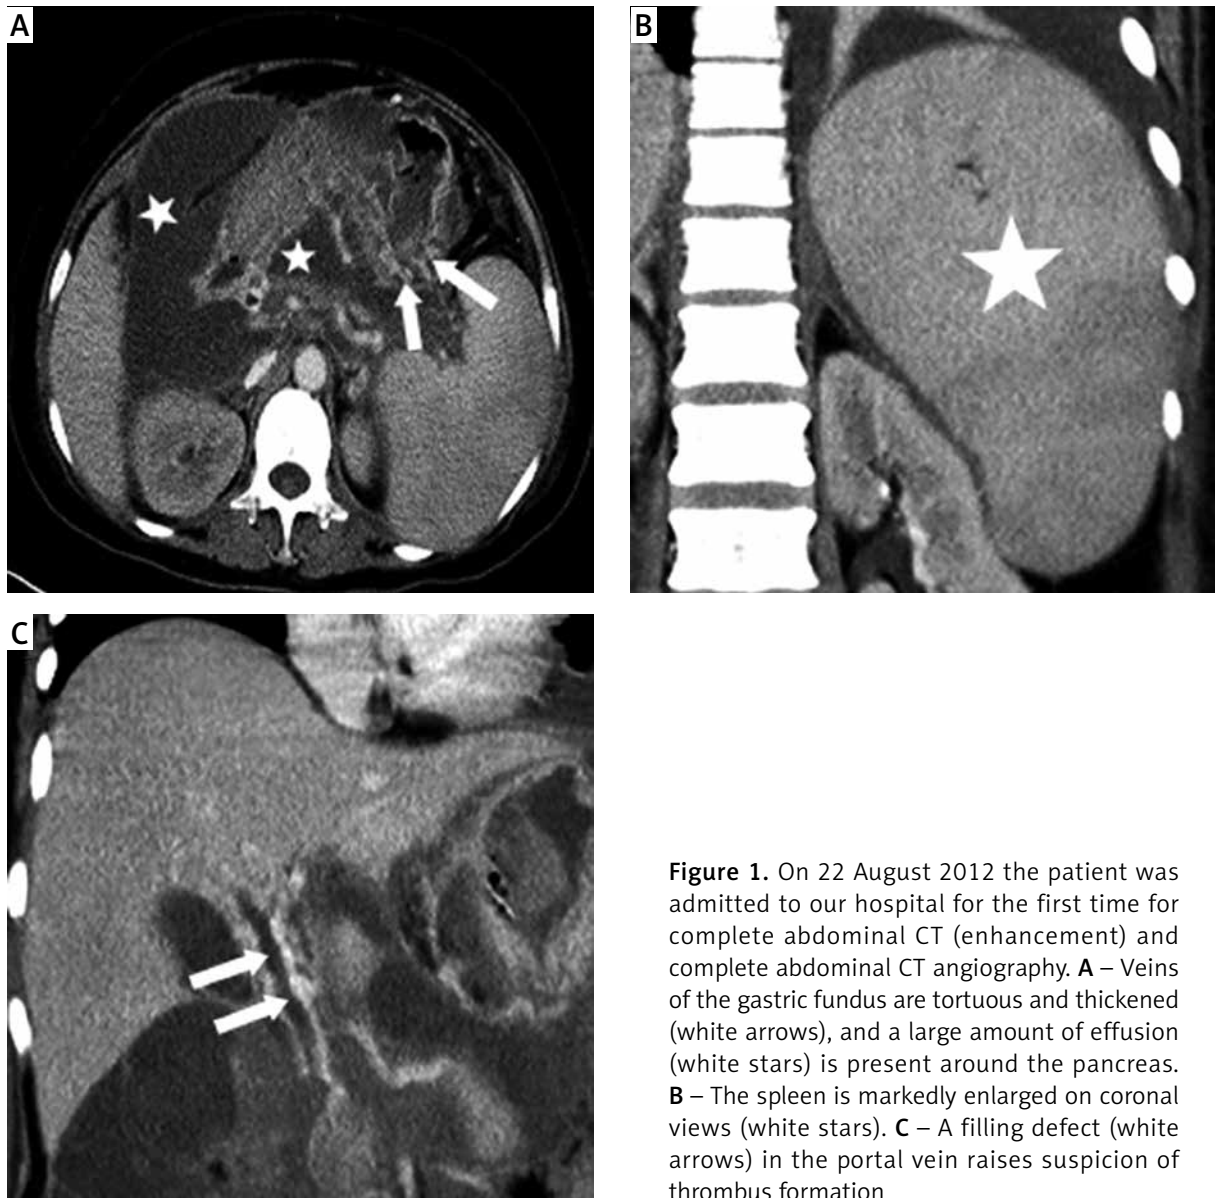 A
B
C
Figure 1. On 22 August 2012 the patient was
admitted to our hospital for the first time for
complete abdominal CT (enhancement) and
complete abdominal CT angiography. A – Veins
of the gastric fundus are tortuous and thickened
(white arrows), and a large amount of effusion
(white stars) is present around the pancreas.
B – The spleen is markedly enlarged on coronal
views (white stars). C – A filling defect (white
arrows) in the portal vein raises suspicion of
thrombus formation